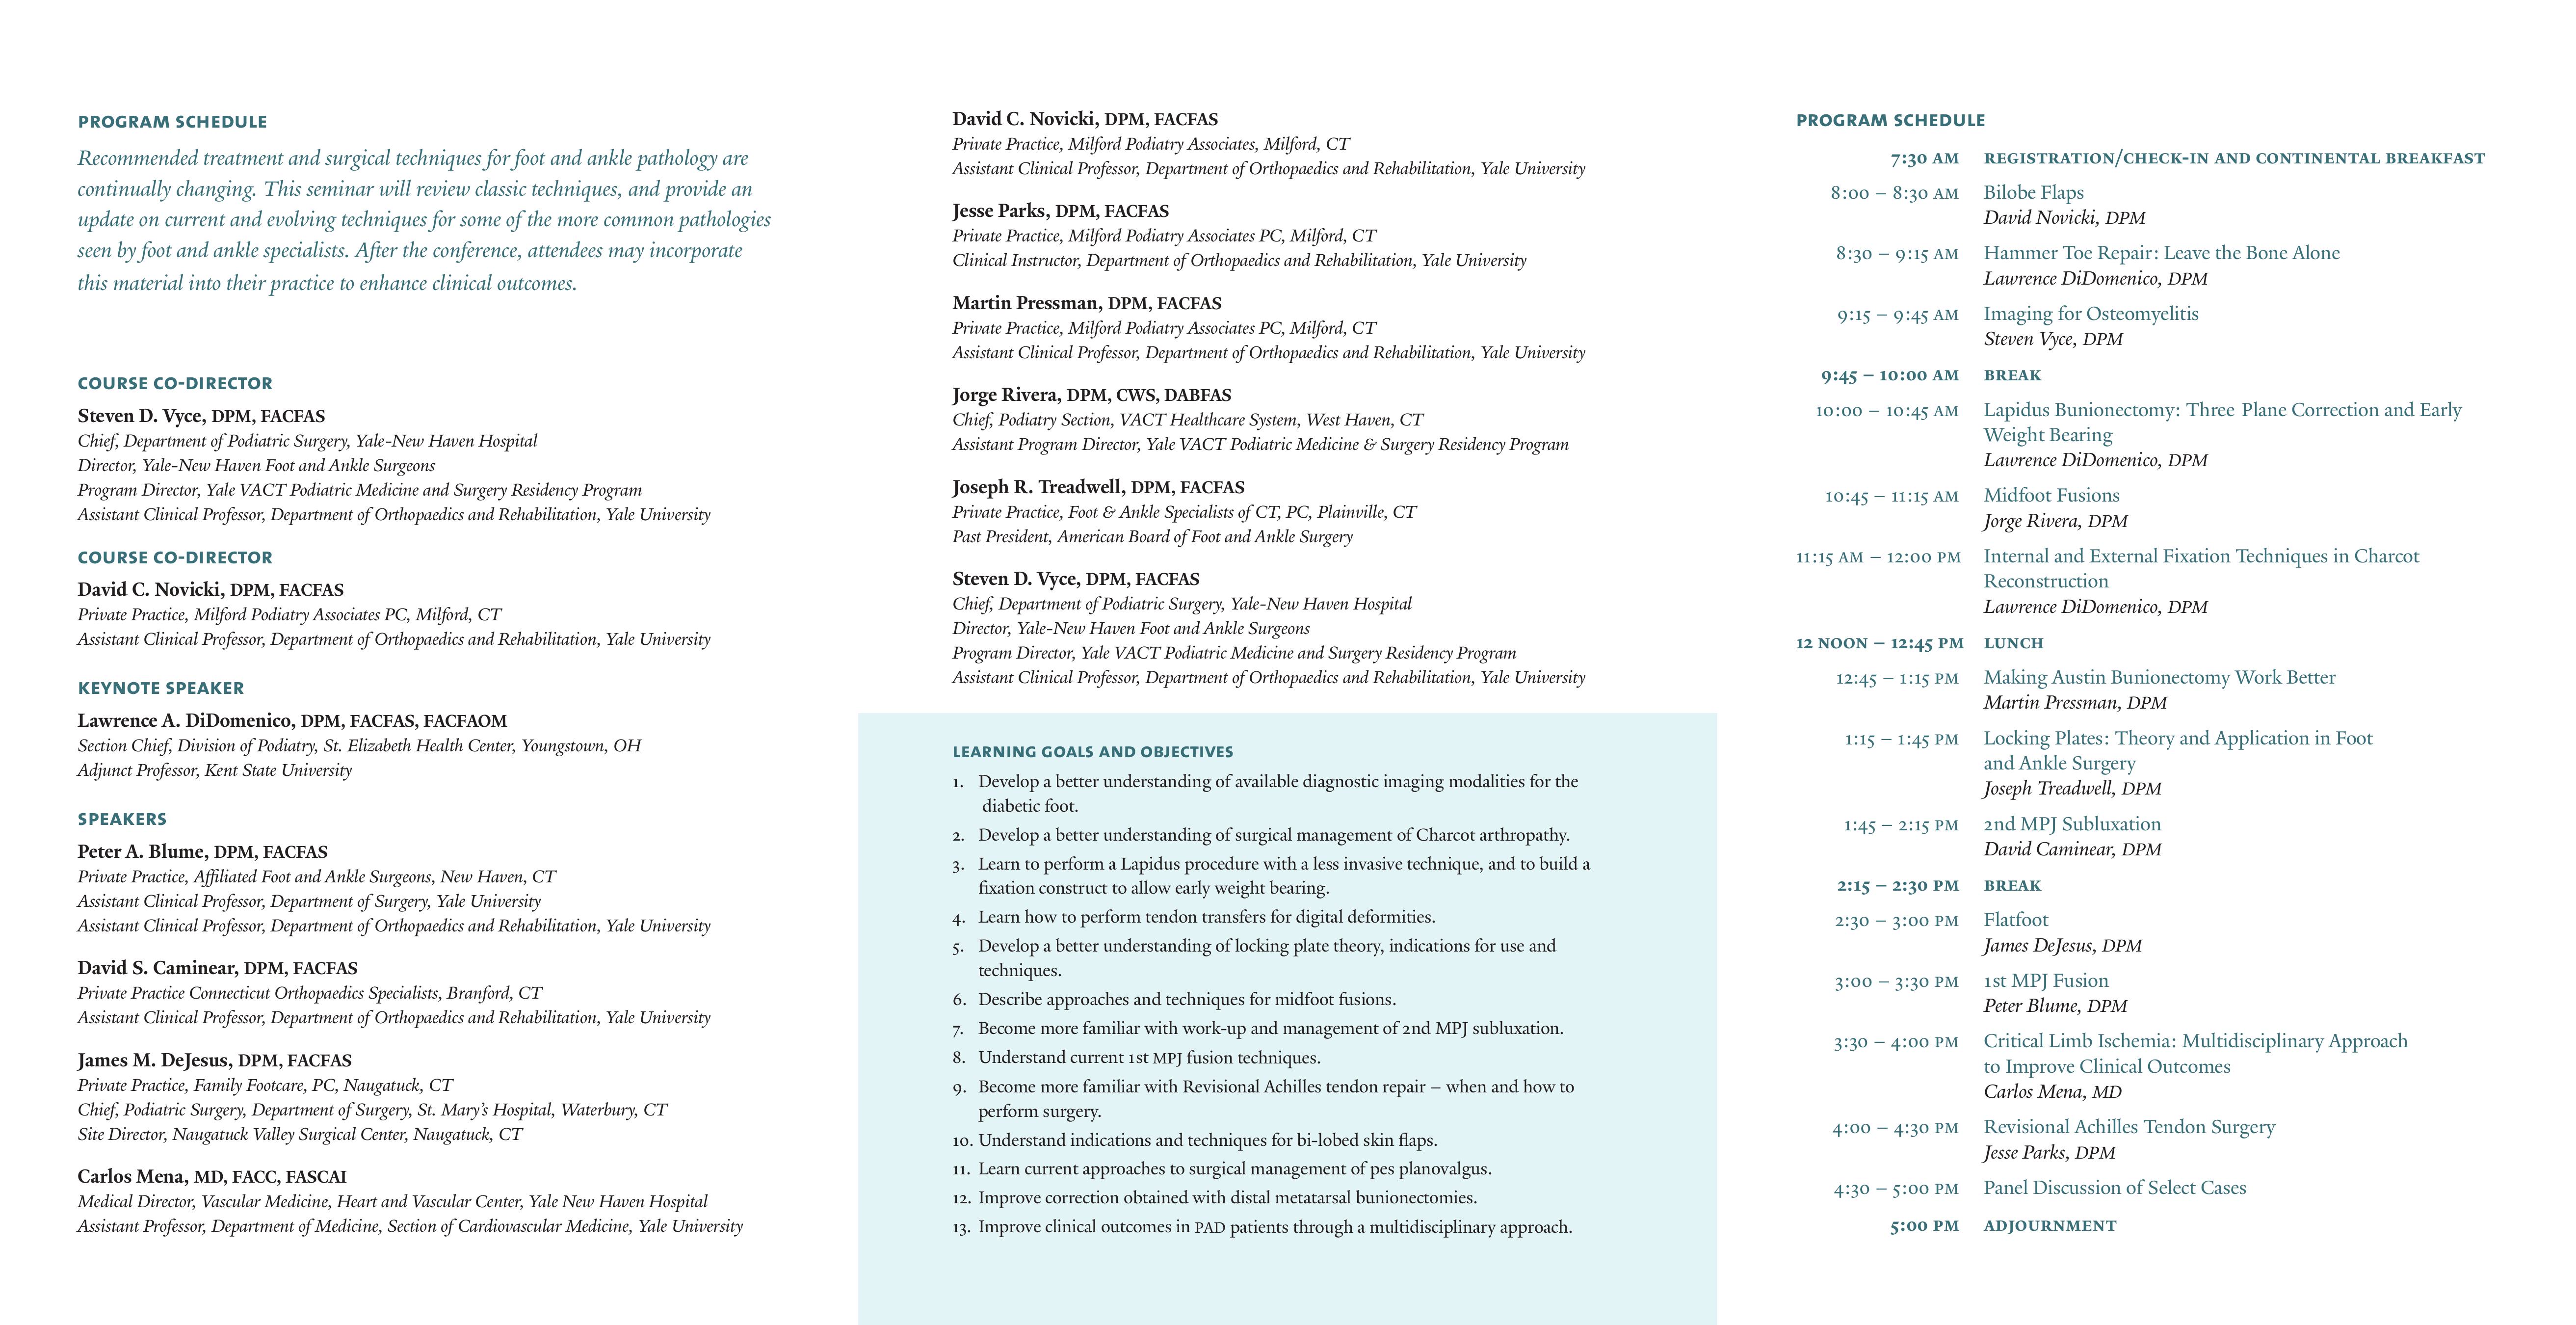 PROGRAM SCHEDULE
Recommended treatment and surgical techniques for foot and ankle pathology are
continually changing. This seminar will review classic techniques, and provide an
update on current and evolving techniques for some of the more common pathologies
seen by foot and ankle specialists. After the conference, attendees may incorporate
this material into their practice to enhance clinical outcomes.
COURSE CO-DIRECTOR
Steven D. Vyce, DPM, FACFAS
Chief, Department of Podiatric Surgery, Yale-New Haven Hospital
Director, Yale-New Haven Foot and Ankle Surgeons
Program Director, Yale VACT Podiatric Medicine and Surgery Residency Program
Assistant Clinical Professor, Department of Orthopaedics and Rehabilitation, Yale University
COURSE CO-DIRECTOR
David C. Novicki, DPM, FACFAS
Private Practice, Milford Podiatry Associates PC, Milford, CT
Assistant Clinical Professor, Department of Orthopaedics and Rehabilitation, Yale University
KEYNOTE SPEAKER
Lawrence A. DiDomenico, DPM, FACFAS, FACFAOM
Section Chief, Division of Podiatry, St. Elizabeth Health Center, Youngstown, OH
Adjunct Professor, Kent State University
SPEAKERS
Peter A. Blume, DPM, FACFAS
Private Practice, Affiliated Foot and Ankle Surgeons, New Haven, CT
Assistant Clinical Professor, Department of Surgery, Yale University
Assistant Clinical Professor, Department of Orthopaedics and Rehabilitation, Yale University
David S. Caminear, DPM, FACFAS
Private Practice Connecticut Orthopaedics Specialists, Branford, CT
Assistant Clinical Professor, Department of Orthopaedics and Rehabilitation, Yale University
James M. DeJesus, DPM, FACFAS
Private Practice, Family Footcare, PC, Naugatuck, CT
Chief, Podiatric Surgery, Department of Surgery, St. Mary's Hospital, Waterbury, CT
Site Director, Naugatuck Valley Surgical Center, Naugatuck, CT
Carlos Mena, MD, FACC, FASCAI
Medical Director, Vascular Medicine, Heart and Vascular Center, Yale New Haven Hospital
Assistant Professor, Department of Medicine, Section of Cardiovascular Medicine, Yale University
David C. Novicki, DPM, FACFAS
Private Practice, Milford Podiatry Associates, Milford, CT
Assistant Clinical Professor, Department of Orthopaedics and Rehabilitation, Yale University
Jesse Parks, DPM, FACFAS
Private Practice, Milford Podiatry Associates PC, Milford, CT
Clinical Instructor, Department of Orthopaedics and Rehabilitation, Yale University
Martin Pressman, DPM, FACFAS
Private Practice, Milford Podiatry Associates PC, Milford, CT
Assistant Clinical Professor, Department of Orthopaedics and Rehabilitation, Yale University
Jorge Rivera, DPM, CWS, DABFAS
Chief, Podiatry Section, VACT Healthcare System, West Haven, CT
Assistant Program Director, Yale VACT Podiatric Medicine & Surgery Residency Program
Joseph R. Treadwell, DPM, FACFAS
Private Practice, Foot & Ankle Specialists of CT, PC, Plainville, CT
Past President, American Board of Foot and Ankle Surgery
Steven D. Vyce, DPM, FACFAS
Chief, Department of Podiatric Surgery, Yale-New Haven Hospital
Director, Yale-New Haven Foot and Ankle Surgeons
Program Director, Yale VACT Podiatric Medicine and Surgery Residency Program
Assistant Clinical Professor, Department of Orthopaedics and Rehabilitation, Yale University
LEARNING GOALS AND OBJECTIVES
1. Develop a better understanding of available diagnostic imaging modalities for the
diabetic foot.
2. Develop a better understanding of surgical management of Charcot arthropathy.
3. Learn to perform a Lapidus procedure with a less invasive technique, and to build a
fixation construct to allow early weight bearing.
4. Learn how to perform tendon transfers for digital deformities.
5. Develop a better understanding of locking plate theory, indications for use and
techniques.
6. Describe approaches and techniques for midfoot fusions.
7. Become more familiar with work-up and management of 2nd MPJ subluxation.
8. Understand current 1st MPJ fusion techniques.
9. Become more familiar with Revisional Achilles tendon repair – when and how to
perform surgery.
10. Understand indications and techniques for bi-lobed skin flaps.
11. Learn current approaches to surgical management of pes planovalgus.
12. Improve correction obtained with distal metatarsal bunionectomies.
13. Improve clinical outcomes in PAD patients through a multidisciplinary approach.
PROGRAM SCHEDULE
7:30 AM REGISTRATION/CHECK-IN AND CONTINENTAL BREAKFAST
8:00 – 8:30 AM Bilobe Flaps
David Novicki, DPM
8:30 – 9:15 AM Hammer Toe Repair: Leave the Bone Alone
Lawrence DiDomenico, DPM
9:15 – 9:45 AM Imaging for Osteomyelitis
Steven Vyce, DPM
9:45 – 10:00 AM BREAK
10:00 – 10:45 AM Lapidus Bunionectomy: Three Plane Correction and Early
Weight Bearing
Lawrence DiDomenico, DPM
10:45 – 11:15 AM Midfoot Fusions
Jorge Rivera, DPM
11:15 AM – 12:00 PM Internal and External Fixation Techniques in Charcot
Reconstruction
Lawrence DiDomenico, DPM
12 NOON – 12:45 PM LUNCH
12:45 – 1:15 PM Making Austin Bunionectomy Work Better
Martin Pressman, DPM
1:15 – 1:45 PM Locking Plates: Theory and Application in Foot
and Ankle Surgery
Joseph Treadwell, DPM
1:45 – 2:15 PM 2nd MPJ Subluxation
David Caminear, DPM
2:15 – 2:30 PM BREAK
2:30 – 3:00 PM Flatfoot
James DeJesus, DPM
3:00 – 3:30 PM 1st MPJ Fusion
Peter Blume, DPM
3:30 – 4:00 PM Critical Limb Ischemia: Multidisciplinary Approach
to Improve Clinical Outcomes
Carlos Mena, MD
4:00 – 4:30 PM Revisional Achilles Tendon Surgery
Jesse Parks, DPM
4:30 – 5:00 PM Panel Discussion of Select Cases
5:00 PM ADJOURNMENT